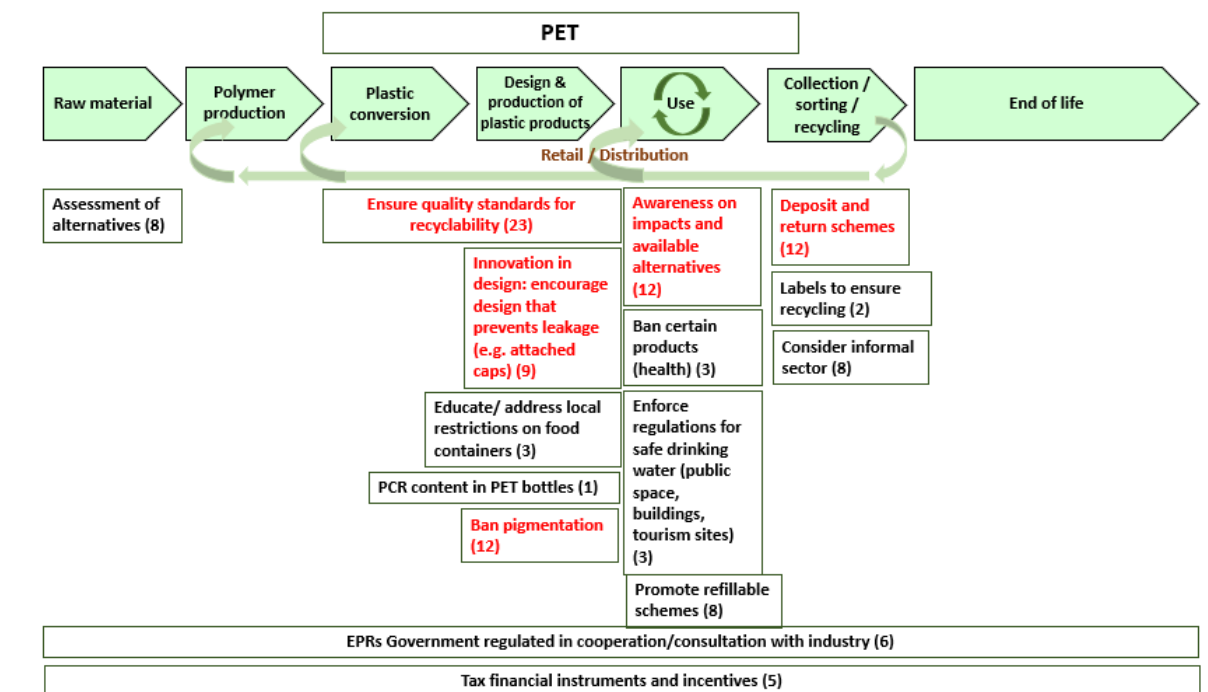 PET
Raw material
Polymer
production
Plastic
conversion
Design &
production of
plastic products
Use
Collection /
sorting /
recycling
End of life
Retail / Distribution
Assessment of
alternatives (8)
Ensure quality standards for
recyclability (23)
Innovation in
design: encourage
design that
prevents leakage
(e.g. attached
caps) (9)
Educate/ address local
restrictions on food
containers (3)
PCR content in PET bottles (1)
Ban pigmentation
(12)
Awareness on
impacts and
available
alternatives
(12)
Ban certain
products
(health) (3)
Enforce
regulations for
safe drinking
water (public
space,
buildings,
tourism sites)
(3)
Promote refillable
schemes (8)
Deposit and
return schemes
(12)
Labels to ensure
recycling (2)
Consider informal
sector (8)
EPRs Government regulated in cooperation/consultation with industry (6)
Tax financial instruments and incentives (5)